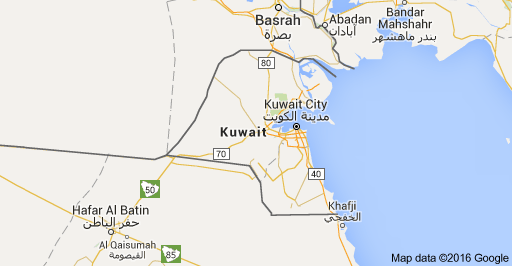 Bandar
Mahshahr
بندر ماهشهر
Basrah
بصرة
Abadan
آبادان
80
Kuwait City
مدينة الكويت
Kuwait
70
40
50
Khafji
الخفجي
Hafar Al Batin
حفر الباطن
Al Qaisumah
القيصومة
85
Map data ©2016 Google